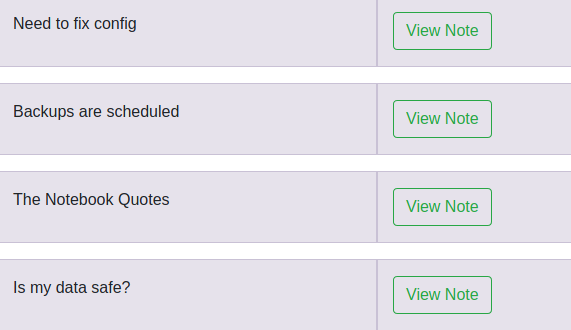 Need to fix config
View Note
Backups are scheduled
View Note
The Notebook Quotes
View Note
Is my data safe?
View Note